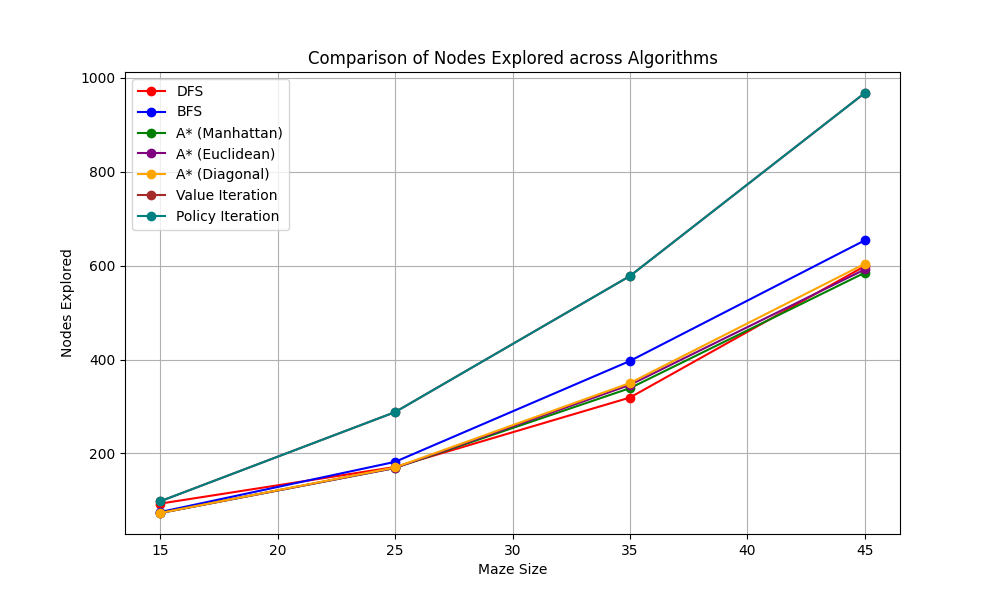 Comparison of Nodes Explored across Algorithms
DFS
BFS
A* (Manhattan)
A* (Euclidean)
A* (Diagonal)
Value Iteration
Policy Iteration
Nodes Explored
1000
800
600
400
200
15 20 25 30 35 40 45
Maze Size